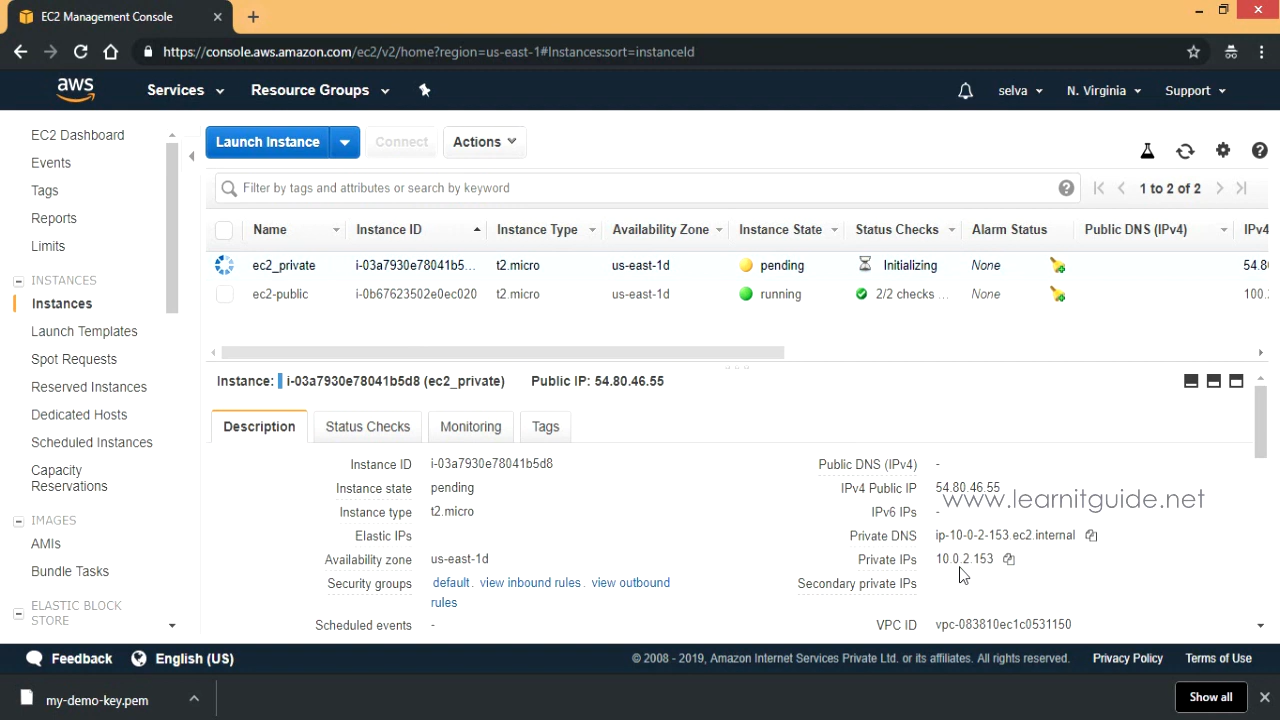 EC2 Management Console
https://console.aws.amazon.com/ec2/v2/home?region=us-east-1#Instances:sort=instanceId
aws Services Resource Groups selva N. Virginia Support
EC2 Dashboard
Events
Tags
Reports
Limits
INSTANCES
Instances
Launch Templates
Spot Requests
Reserved Instances
Dedicated Hosts
Scheduled Instances
Capacity
Reservations
IMAGES
AMIs
Bundle Tasks
ELASTIC BLOCK
STORE
Launch Instance Connect Actions
Filter by tags and attributes or search by keyword 1 to 2 of 2
Name Instance ID Instance Type Availability Zone Instance State Status Checks Alarm Status Public DNS (IPv4) IPv4
ec2_private i-03a7930e78041b5... t2.micro us-east-1d pending Initializing None 54.80
ec2-public i-0b67623502e0ec020 t2.micro us-east-1d running 2/2 checks ... None 100.
Instance: i-03a7930e78041b5d8 (ec2_private) Public IP: 54.80.46.55
Description Status Checks Monitoring Tags
Instance ID i-03a7930e78041b5d8 Public DNS (IPv4) -
Instance state pending IPv4 Public IP 54.80.46.55
www.learnitguide.net
Instance type t2.micro IPv6 IPs -
Elastic IPs Private DNS ip-10-0-2-153.ec2.internal
Availability zone us-east-1d Private IPs 10.0.2.153
Security groups default. view inbound rules. view outbound Secondary private IPs
rules
Scheduled events - VPC ID vpc-083810ec1c0531150
Feedback English (US) © 2008 - 2019, Amazon Internet Services Private Ltd. or its affiliates. All rights reserved. Privacy Policy Terms of Use
my-demo-key.pem Show all